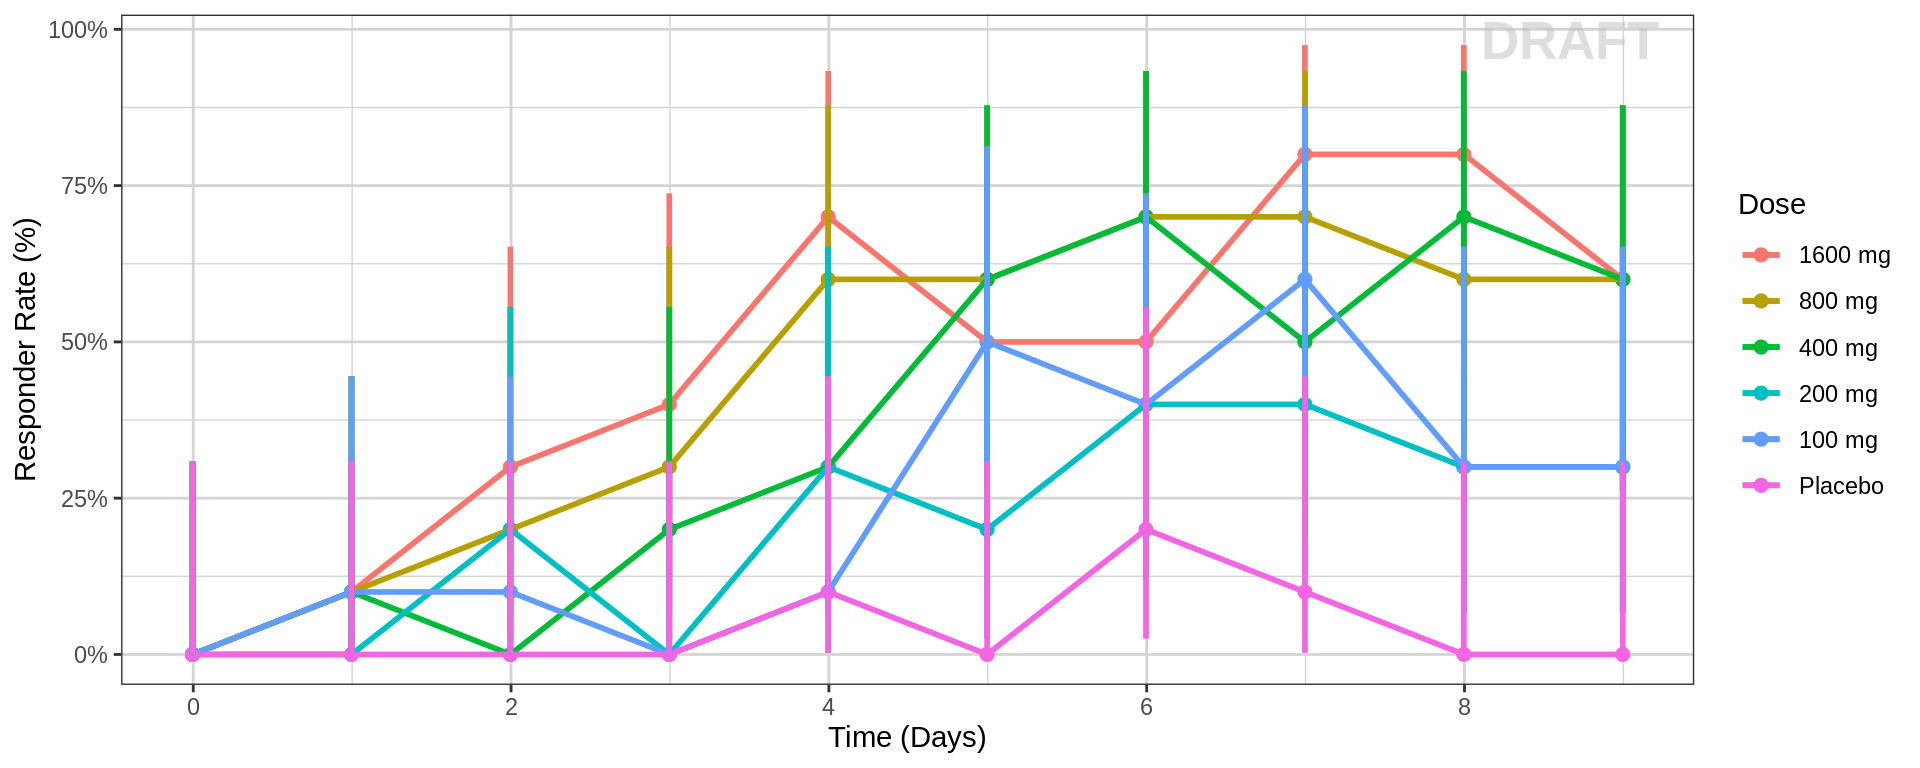 DRAFT
100%
75%
50%
25%
0%
Responder Rate (%)
0 2 4 6 8
Time (Days)
Dose
1600 mg
800 mg
400 mg
200 mg
100 mg
Placebo